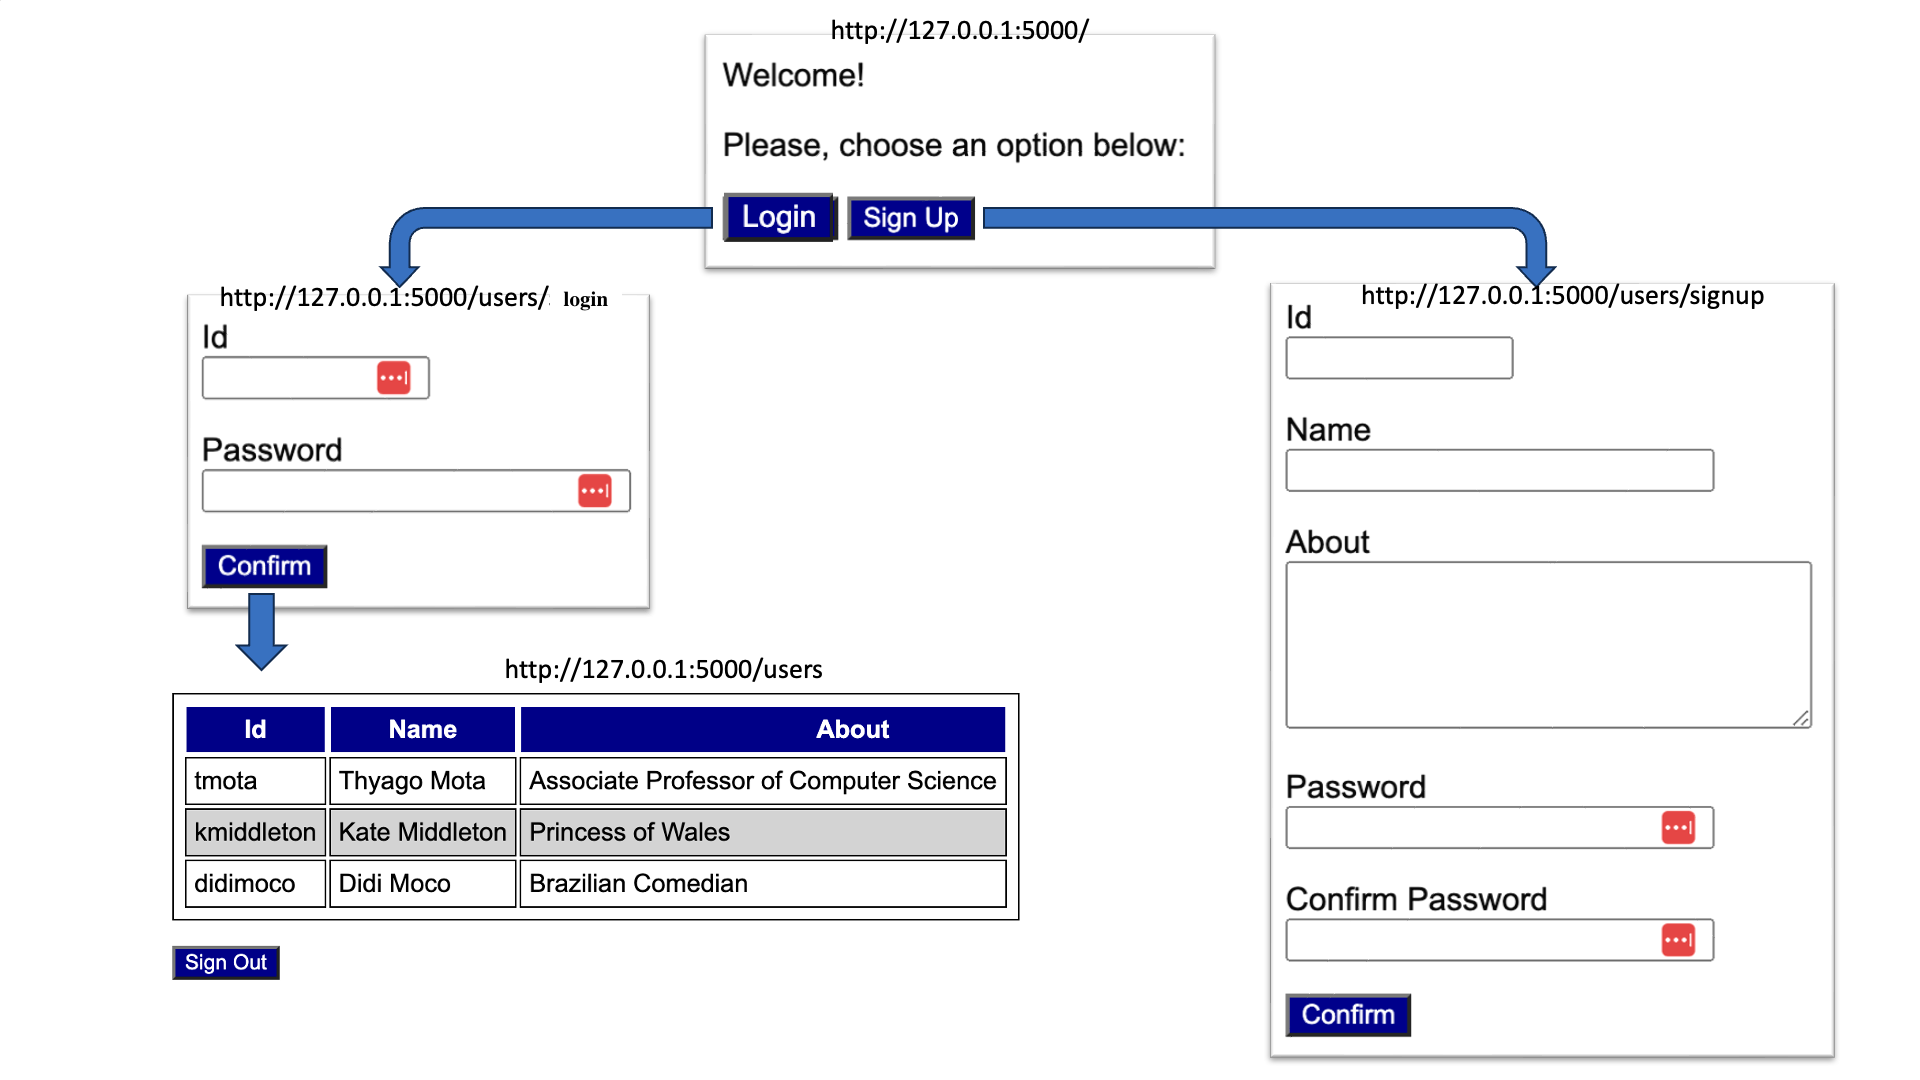 http://127.0.0.1:5000/
Welcome!
Please, choose an option below:
Login Sign Up
http://127.0.0.1:5000/users/ login
Id
Password
Confirm
http://127.0.0.1:5000/users
Id Name About
tmota Thyago Mota Associate Professor of Computer Science
kmiddleton Kate Middleton Princess of Wales
didimoco Didi Moco Brazilian Comedian
Sign Out
http://127.0.0.1:5000/users/signup
Id
Name
About
Password
Confirm Password
Confirm